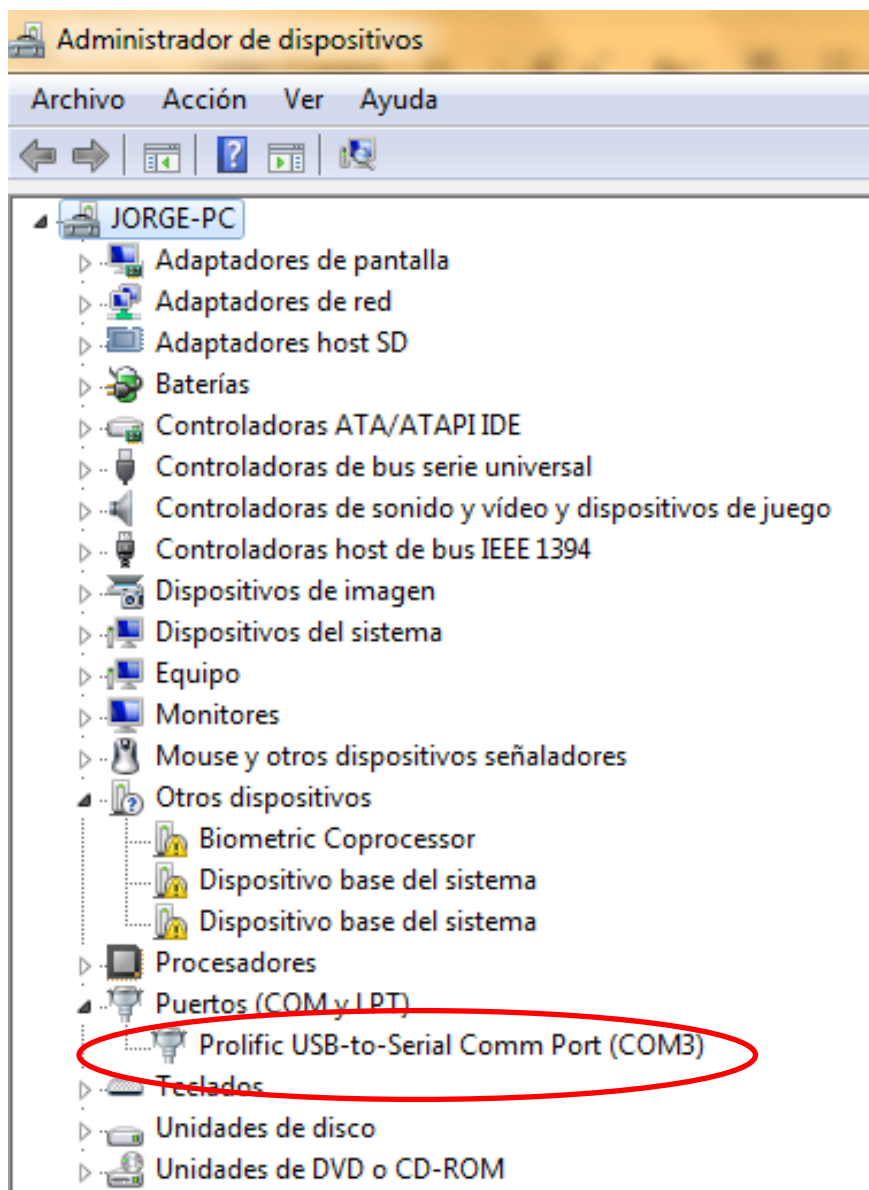 Administrador de dispositivos
Archivo Acción Ver Ayuda
JORGE-PC
Adaptadores de pantalla
Adaptadores de red
Adaptadores host SD
Baterías
Controladoras ATA/ATAPI IDE
Controladoras de bus serie universal
Controladoras de sonido y vídeo y dispositivos de juego
Controladoras host de bus IEEE 1394
Dispositivos de imagen
Dispositivos del sistema
Equipo
Monitores
Mouse y otros dispositivos señaladores
Otros dispositivos
Biometric Coprocessor
Dispositivo base del sistema
Dispositivo base del sistema
Procesadores
Puertos (COM y LPT)
Prolific USB-to-Serial Comm Port (COM3)
Teclados
Unidades de disco
Unidades de DVD o CD-ROM